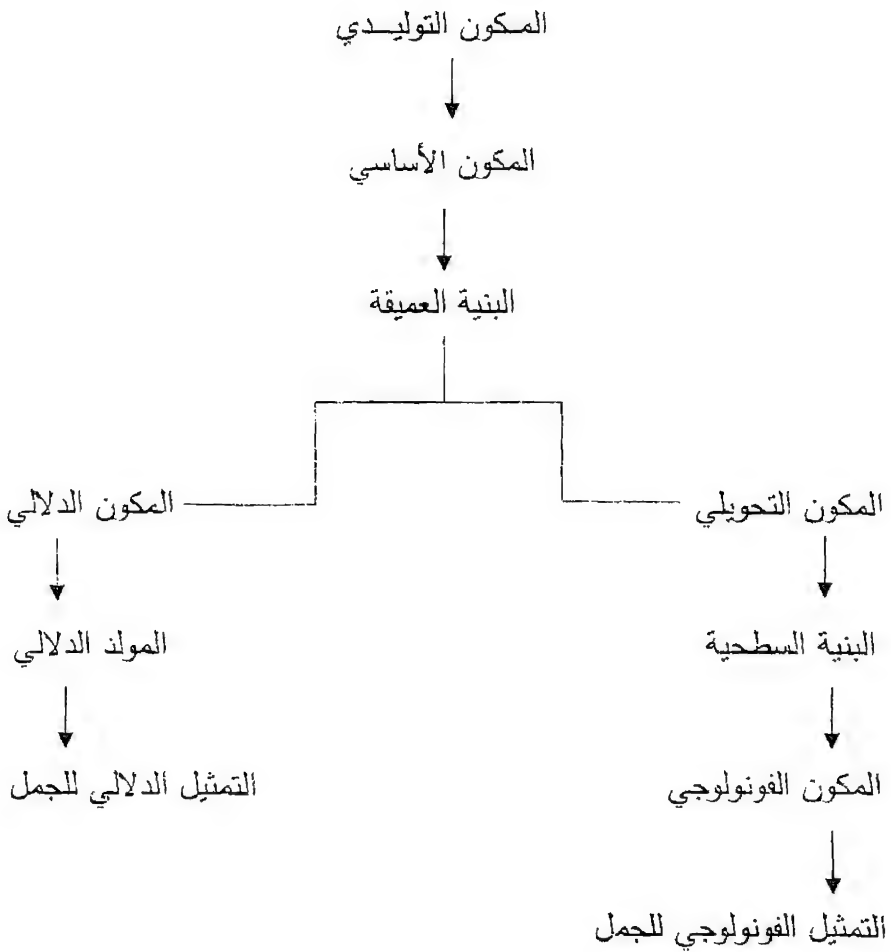 المكون التوليــدي
المكون الأساسي
البنية العميقة
المكون التحويلي
المكون الدلالي
البنية السطحية
المولد الدلالي
المكون الفونولوجي
التمثيل الدلالي للجمل
التمثيل الفونولوجي للجمل